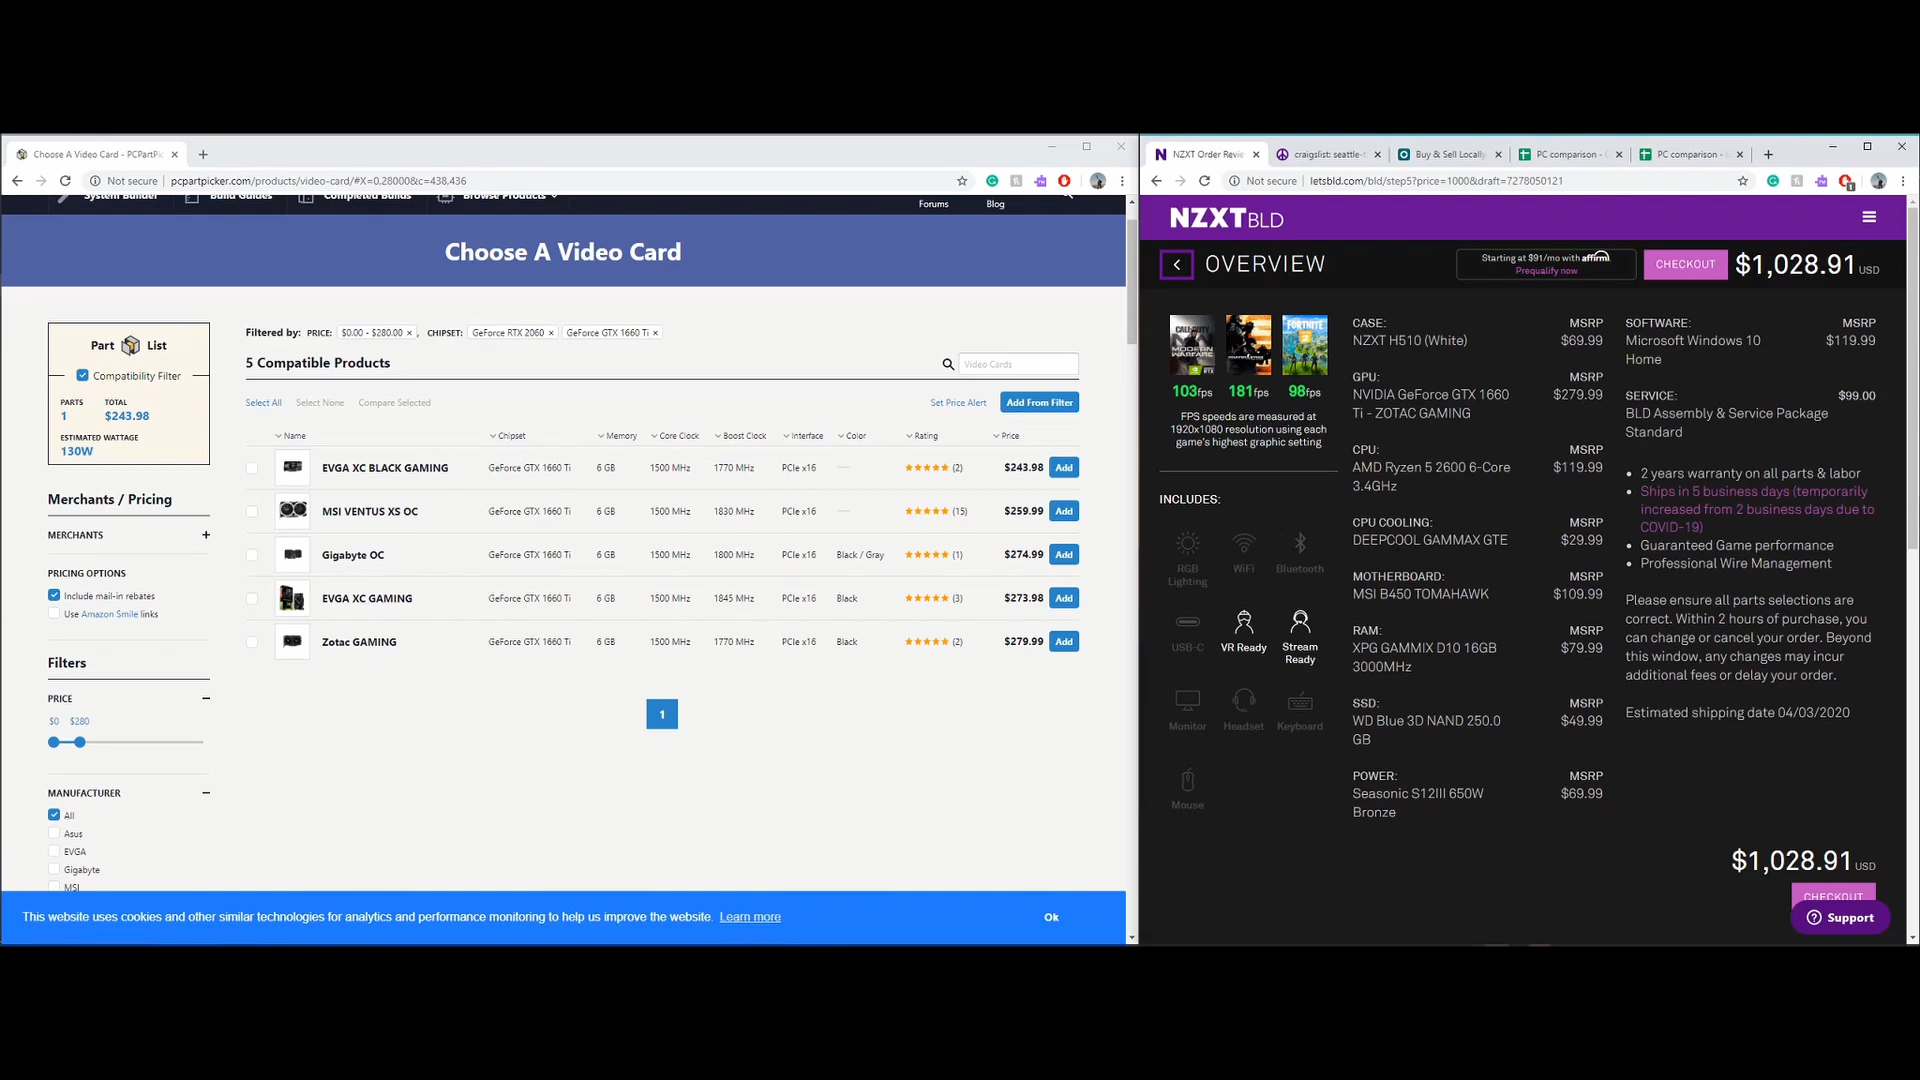 Choose A Video Card - PCPartPic
Not secure
pcpartpicker.com/products/video-card/#X=0,28000&c=438,436
System Builder
Build Guides
Completed Builds
Browse Products
Forums
Blog
Choose A Video Card
Part List
Compatibility Filter
PARTS TOTAL
1 $243.98
ESTIMATED WATTAGE
130W
Merchants / Pricing
MERCHANTS +
PRICING OPTIONS
Include mail-in rebates
Use Amazon Smile links
Filters
PRICE
$0 $280
MANUFACTURER
All
Asus
EVGA
Gigabyte
MSI
Filtered by: PRICE: $0.00 - $280.00 × , CHIPSET: GeForce RTX 2060 × GeForce GTX 1660 Ti ×
5 Compatible Products
Video Cards
Select All Select None Compare Selected
Set Price Alert
Add From Filter
Name Chipset Memory Core Clock Boost Clock Interface Color Rating Price
EVGA XC BLACK GAMING GeForce GTX 1660 Ti 6 GB 1500 MHz 1770 MHz PCIe x16 ★★★★★ (2) $243.98 Add
MSI VENTUS XS OC GeForce GTX 1660 Ti 6 GB 1500 MHz 1830 MHz PCIe x16 ★★★★★ (15) $259.99 Add
Gigabyte OC GeForce GTX 1660 Ti 6 GB 1500 MHz 1800 MHz PCIe x16 Black / Gray ★★★★★ (1) $274.99 Add
EVGA XC GAMING GeForce GTX 1660 Ti 6 GB 1500 MHz 1845 MHz PCIe x16 Black ★★★★★ (3) $273.98 Add
Zotac GAMING GeForce GTX 1660 Ti 6 GB 1500 MHz 1770 MHz PCIe x16 Black ★★★★★ (2) $279.99 Add
1
This website uses cookies and other similar technologies for analytics and performance monitoring to help us improve the website. Learn more
Ok
NZXT Order Revie
craigslist: seattle-t
Buy & Sell Locally
PC comparison -
PC comparison -
Not secure
letsbld.com/bld/step5?price=1000&draft=7278050121
NZXT BLD
OVERVIEW
Starting at $91/mo with affirm.
Prequalify now
CHECKOUT
$1,028.91 USD
CALL OF DUTY
MODERN
WARFARE
FORTNITE
103fps 181fps 98fps
FPS speeds are measured at
1920x1080 resolution using each
game's highest graphic setting
INCLUDES:
RGB
Lighting
WiFi
Bluetooth
USB-C
VR Ready
Stream
Ready
Monitor
Headset
Keyboard
Mouse
CASE: MSRP
NZXT H510 (White) $69.99
GPU: MSRP
NVIDIA GeForce GTX 1660 $279.99
Ti - ZOTAC GAMING
CPU: MSRP
AMD Ryzen 5 2600 6-Core $119.99
3.4GHz
CPU COOLING: MSRP
DEEPCOOL GAMMAX GTE $29.99
MOTHERBOARD: MSRP
MSI B450 TOMAHAWK $109.99
RAM: MSRP
XPG GAMMIX D10 16GB $79.99
3000MHz
SSD: MSRP
WD Blue 3D NAND 250.0 $49.99
GB
POWER: MSRP
Seasonic S12III 650W $69.99
Bronze
SOFTWARE: MSRP
Microsoft Windows 10 $119.99
Home
SERVICE: $99.00
BLD Assembly & Service Package
Standard
• 2 years warranty on all parts & labor
• Ships in 5 business days (temporarily
increased from 2 business days due to
COVID-19)
• Guaranteed Game performance
• Professional Wire Management
Please ensure all parts selections are
correct. Within 2 hours of purchase, you
can change or cancel your order. Beyond
this window, any changes may incur
additional fees or delay your order.
Estimated shipping date 04/03/2020
$1,028.91 USD
CHECKOUT
Support